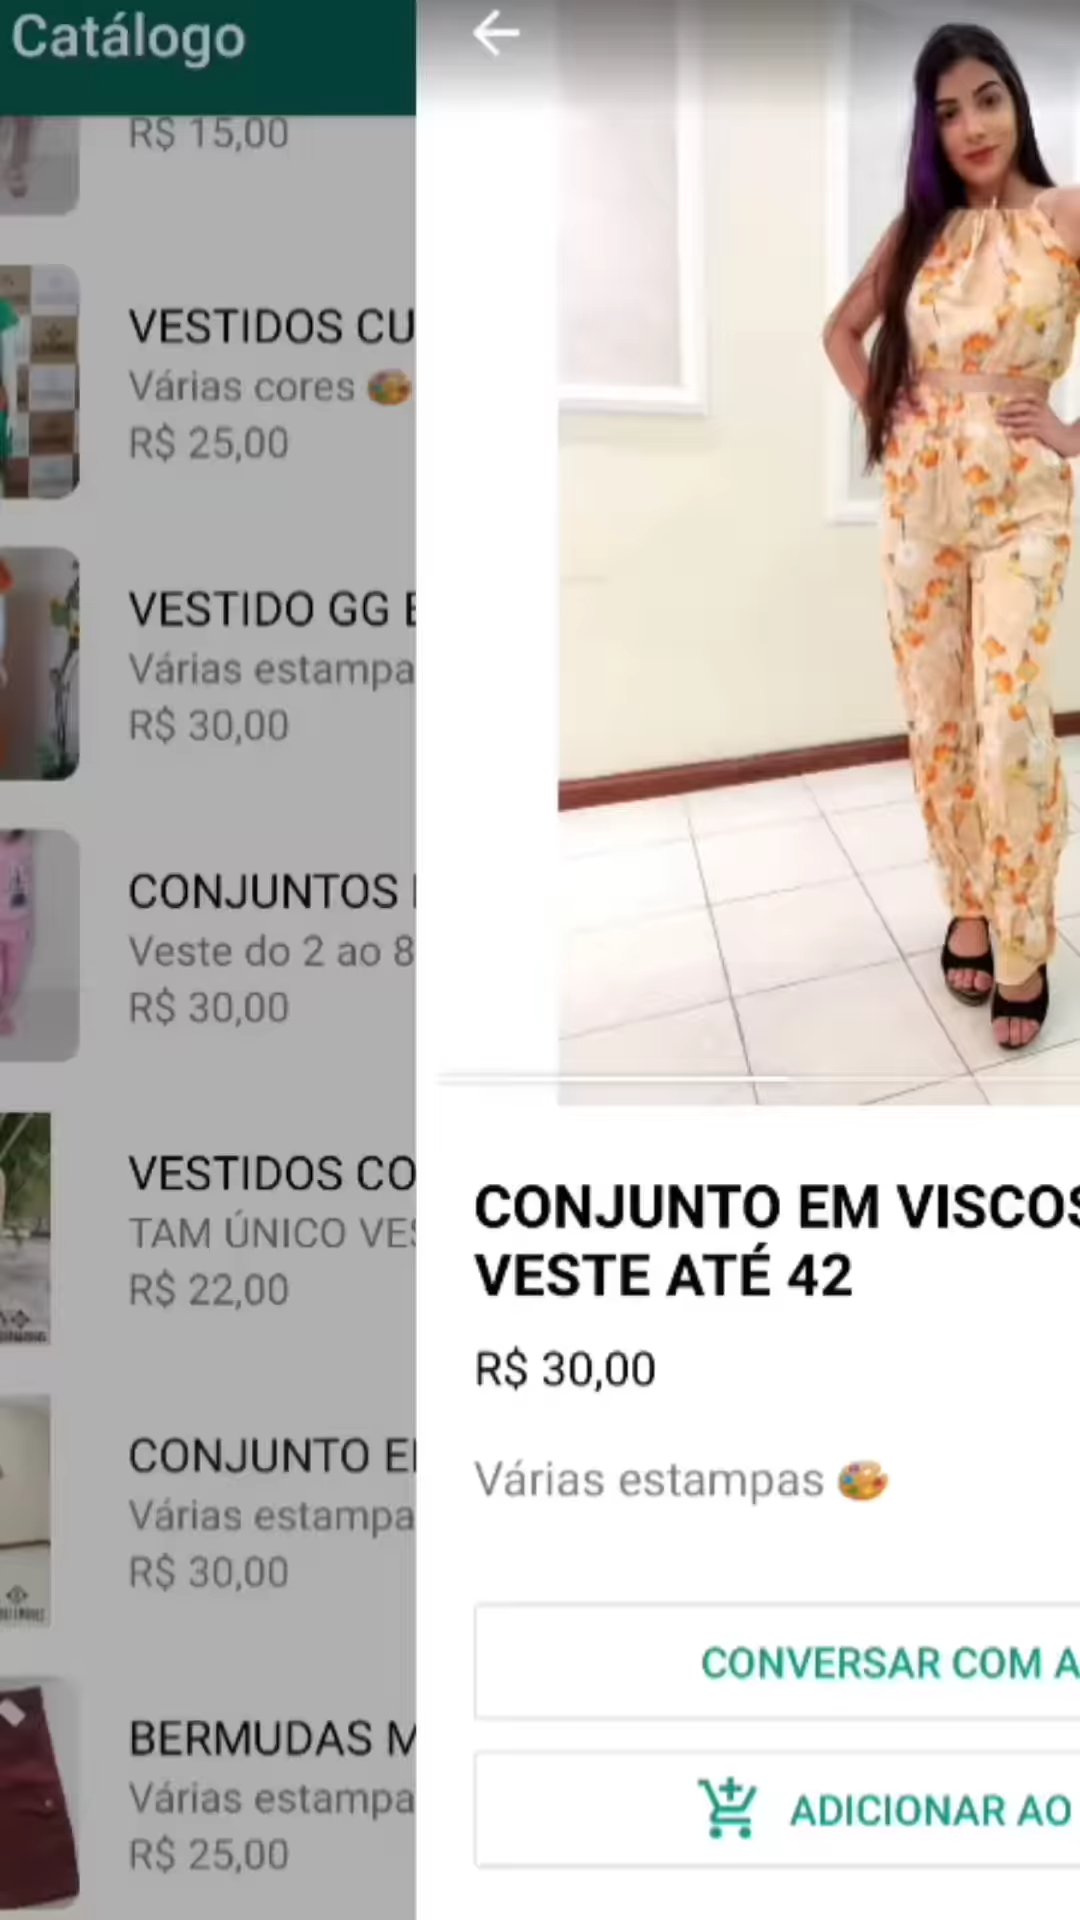 Catálogo
R$ 15,00
VESTIDOS CU
Várias cores 🎨
R$ 25,00
VESTIDO GG E
Várias estampa
R$ 30,00
CONJUNTOS
Veste do 2 ao 8
R$ 30,00
VESTIDOS CO
TAM ÚNICO VES
R$ 22,00
CONJUNTO E
Várias estampa
R$ 30,00
BERMUDAS M
Várias estampa
R$ 25,00
CONJUNTO EM VISCOS
VESTE ATÉ 42
R$ 30,00
Várias estampas 🎨
CONVERSAR COM A
ADICIONAR AO